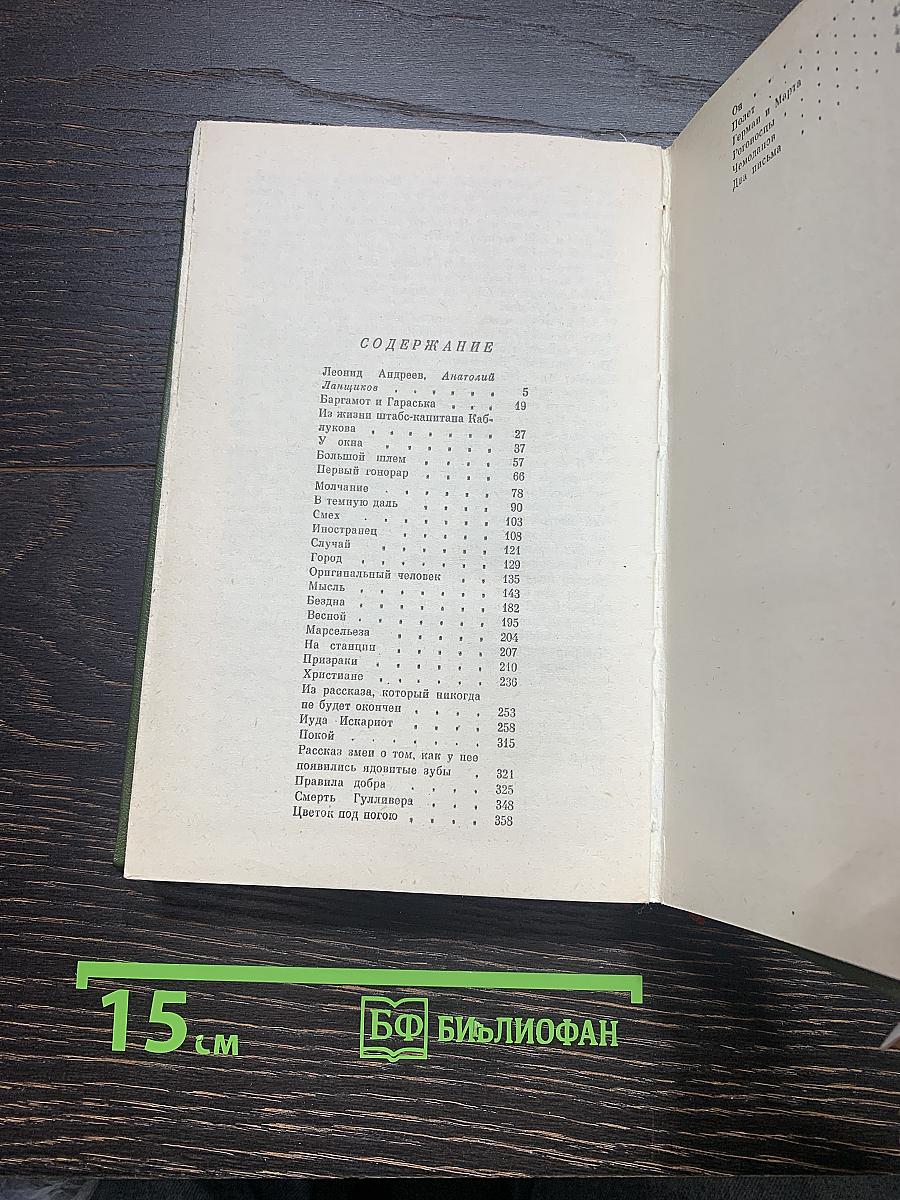 СОДЕРЖАНИЕ
Леонид Андреев, Анатолий
Ланщиков . . . . . . 5
Баргамот и Гараська . . . 19
Из жизни штабс-капитана Каб-
лукова . . . . . . . 27
У окна . . . . . . 37
Большой шлем . . . . 57
Первый гонорар . . . . 66
Молчание . . . . . . 78
В темную даль . . . . 90
Смех . . . . . . . 103
Иностранец . . . . . 108
Случай . . . . . . 121
Город . . . . . . . 129
Оригинальный человек . . 135
Мысль . . . . . . . 143
Бездна . . . . . . . 182
Весной . . . . . . . 195
Марсельеза . . . . . 204
На станции . . . . . 207
Призраки . . . . . . 210
Христиане . . . . . . 236
Из рассказа, который никогда
не будет окончен . . . . 253
Иуда Искариот . . . . 258
Покой . . . . . . . 315
Рассказ змеи о том, как у нее
появились ядовитые зубы . 321
Правила добра . . . . 325
Смерть Гулливера . . . 348
Цветок под ногою . . . . 358
Он . . . . . . .
Полет . . . . . . .
Герман и Марта
Рогоносцы . . . . .
Чемоданов . . . . .
Два письма . . . .
15 см
БФ БИБЛИОФАН